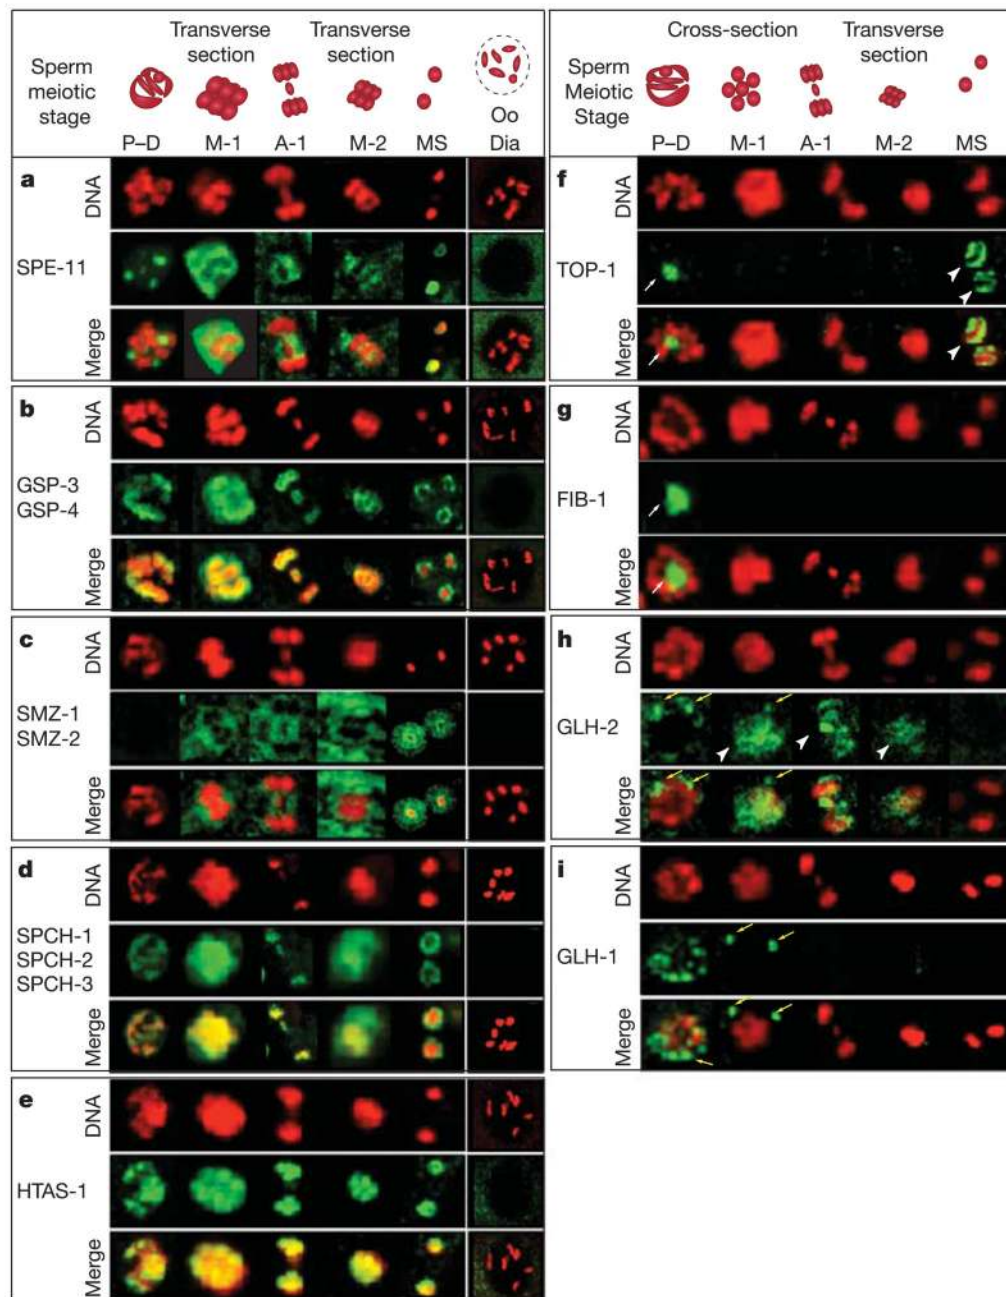 Transverse section
Transverse section
Sperm meiotic stage
Oo
P–D
M-1
A-1
M-2
MS
Dia
a
DNA
SPE-11
Merge
b
DNA
GSP-3
GSP-4
Merge
c
DNA
SMZ-1
SMZ-2
Merge
d
DNA
SPCH-1
SPCH-2
SPCH-3
Merge
e
DNA
HTAS-1
Merge
Cross-section
Transverse section
Sperm Meiotic Stage
P–D
M-1
A-1
M-2
MS
f
DNA
TOP-1
Merge
g
DNA
FIB-1
Merge
h
DNA
GLH-2
Merge
i
DNA
GLH-1
Merge